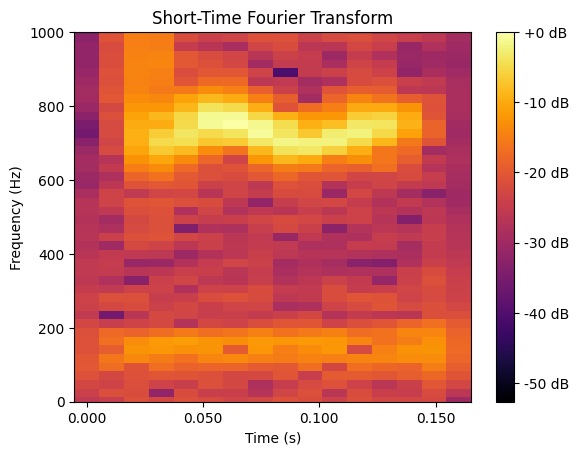 Short-Time Fourier Transform
1000
800
600
400
200
0
Frequency (Hz)
0.000
0.050
0.100
0.150
Time (s)
+0 dB
-10 dB
-20 dB
-30 dB
-40 dB
-50 dB